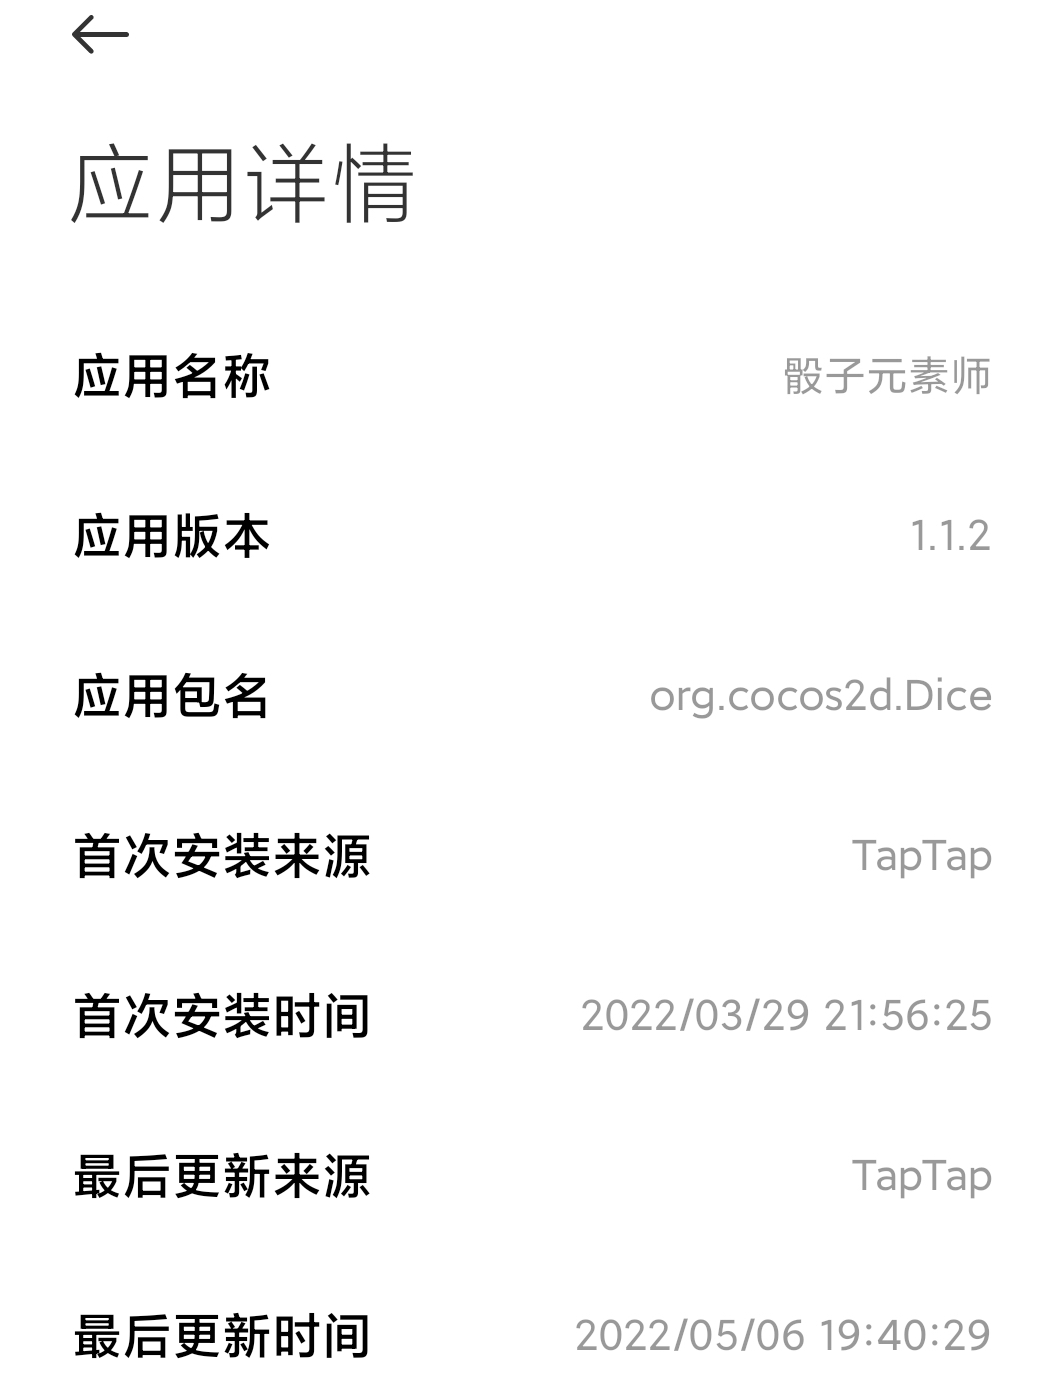 应用详情
应用名称 骰子元素师
应用版本 1.1.2
应用包名 org.cocos2d.Dice
首次安装来源 TapTap
首次安装时间 2022/03/29 21:56:25
最后更新来源 TapTap
最后更新时间 2022/05/06 19:40:29